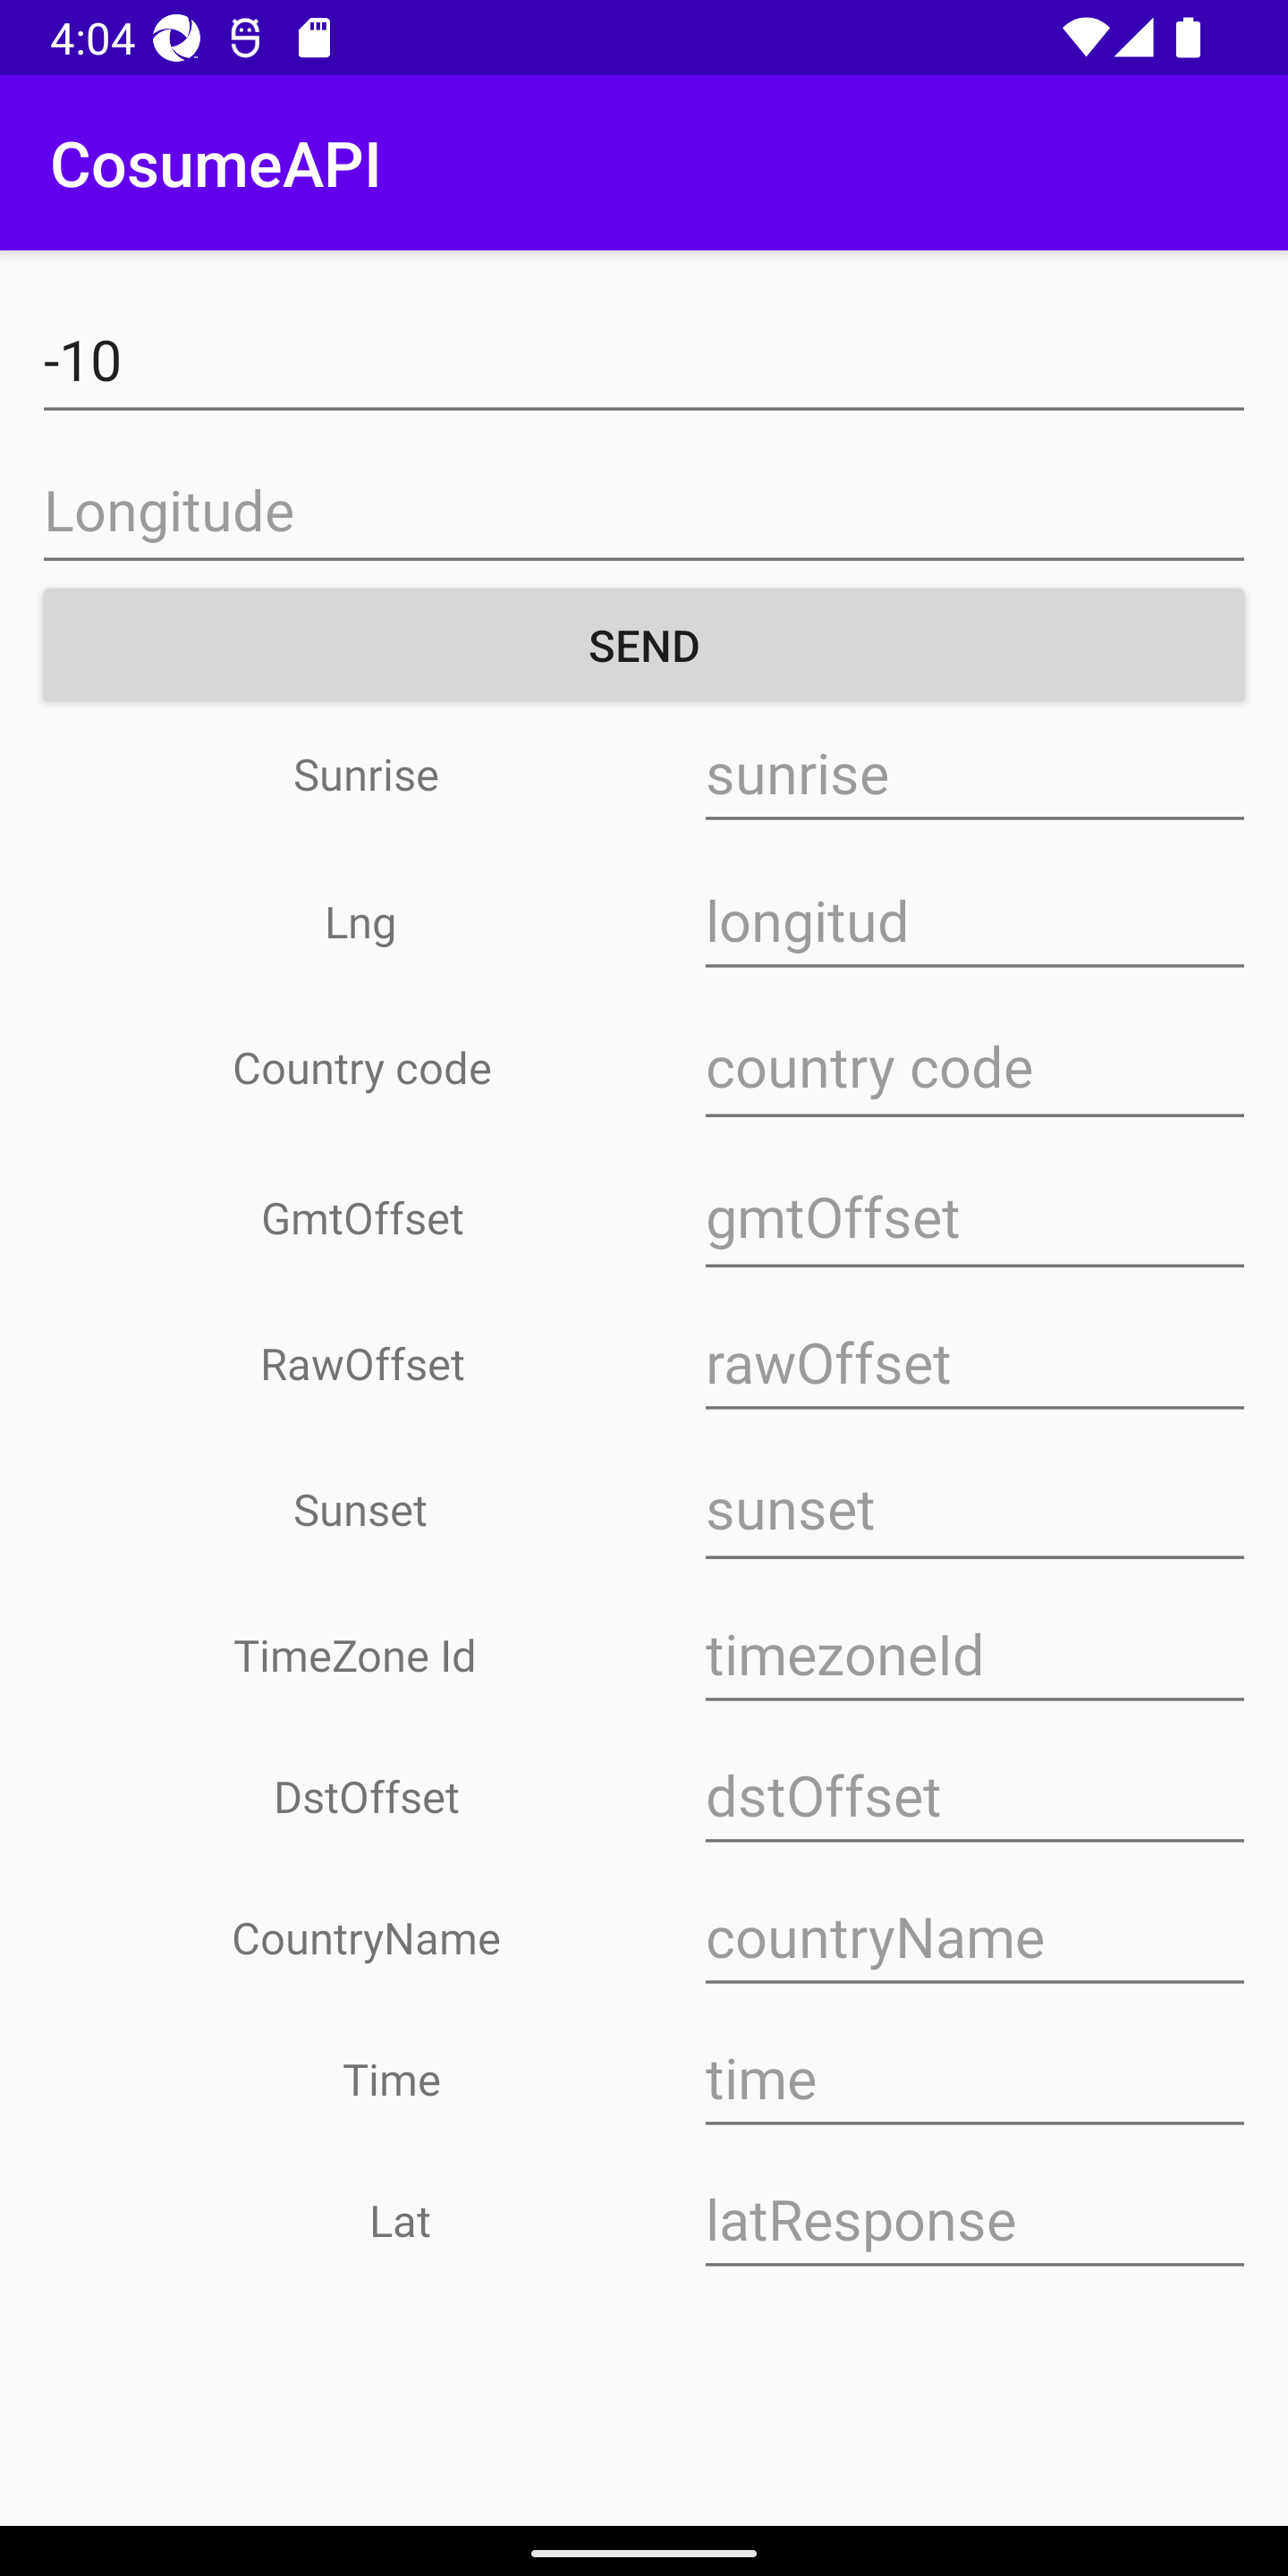 4:04
CosumeAPI
-10
Longitude
SEND
Sunrise sunrise
Lng longitud
Country code country code
GmtOffset gmtOffset
RawOffset rawOffset
Sunset sunset
TimeZone Id timezoneId
DstOffset dstOffset
CountryName countryName
Time time
Lat latResponse